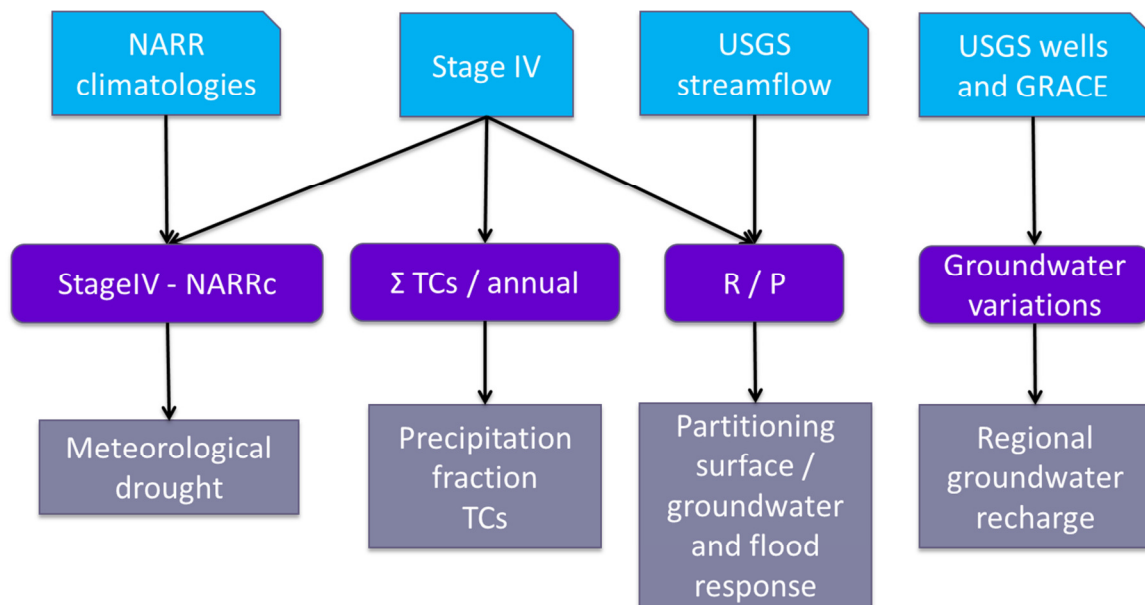 NARR
climatologies
Stage IV
USGS
streamflow
USGS wells
and GRACE
StageIV - NARRc
Σ TCs / annual
R / P
Groundwater
variations
Meteorological
drought
Precipitation
fraction
TCs
Partitioning
surface /
groundwater
and flood
response
Regional
groundwater
recharge